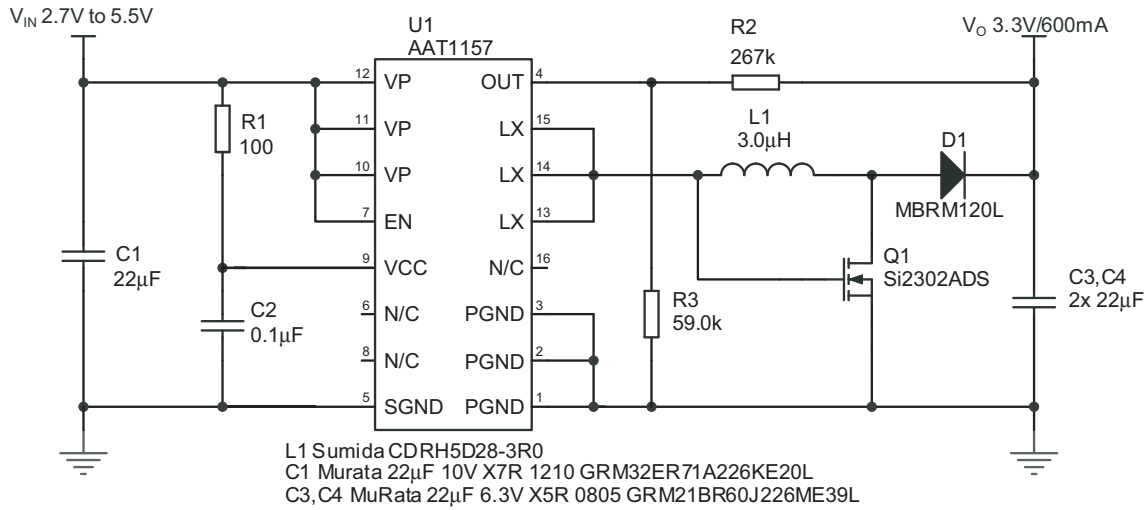 V_IN 2.7V to 5.5V
U1
AAT1157
V_O 3.3V/600mA
R2
267k
12 VP
OUT 4
R1
100
11 VP
LX 15
L1
3.0μH
D1
MBRM120L
10 VP
LX 14
7 EN
LX 13
C1
22μF
9 VCC
N/C 16
Q1
Si2302ADS
C3,C4
2x 22μF
C2
0.1μF
6 N/C
PGND 3
R3
59.0k
8 N/C
PGND 2
5 SGND
PGND 1
L1 Sumida CDRH5D28-3R0
C1 Murata 22μF 10V X7R 1210 GRM32ER71A226KE20L
C3,C4 MuRata 22μF 6.3V X5R 0805 GRM21BR60J226ME39L